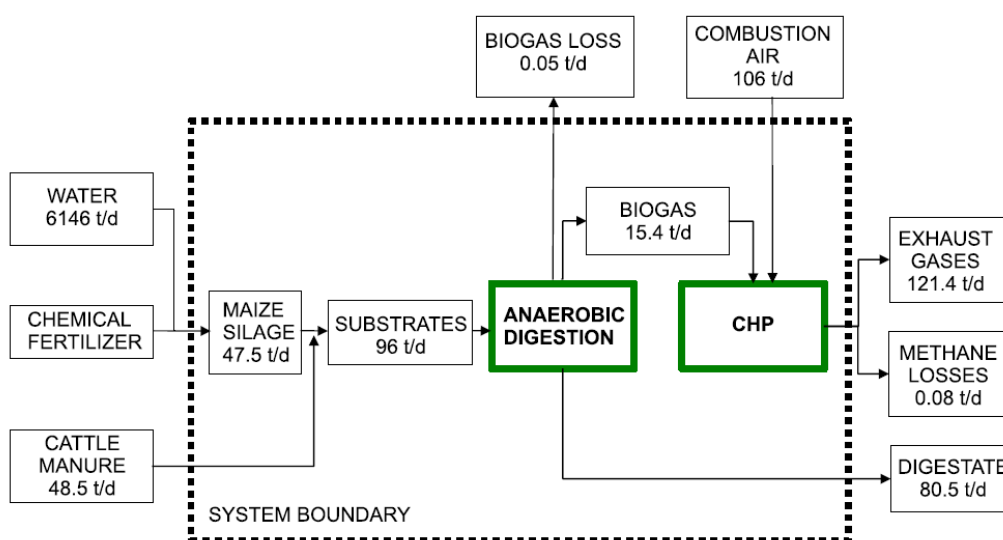 BIOGAS LOSS
0.05 t/d
COMBUSTION
AIR
106 t/d
WATER
6146 t/d
BIOGAS
15.4 t/d
EXHAUST
GASES
121.4 t/d
CHEMICAL
FERTILIZER
MAIZE
SILAGE
47.5 t/d
SUBSTRATES
96 t/d
ANAEROBIC
DIGESTION
CHP
METHANE
LOSSES
0.08 t/d
CATTLE
MANURE
48.5 t/d
DIGESTATE
80.5 t/d
SYSTEM BOUNDARY